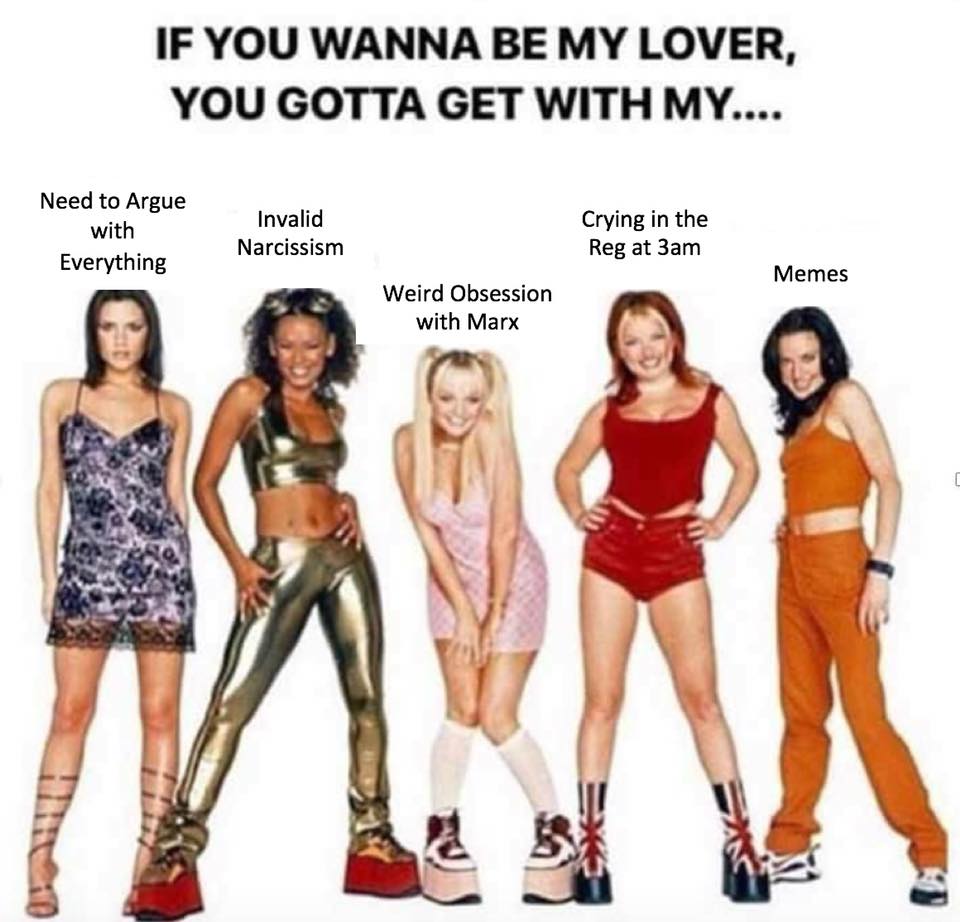 IF YOU WANNA BE MY LOVER,
YOU GOTTA GET WITH MY....
Need to Argue
with
Everything
Invalid
Narcissism
Weird Obsession
with Marx
Crying in the
Reg at 3am
Memes